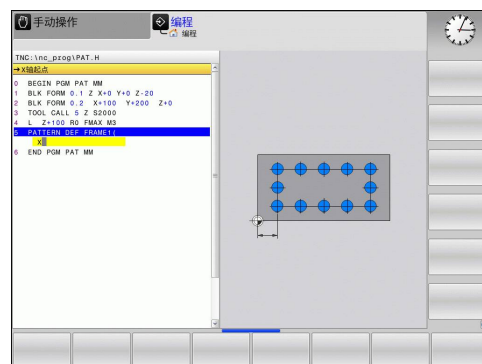 手动操作
编程
编程
TNC:\nc_prog\PAT.H
→X轴起点
0 BEGIN PGM PAT MM
1 BLK FORM 0.1 Z X+0 Y+0 Z-20
2 BLK FORM 0.2 X+100 Y+200 Z+0
3 TOOL CALL 5 Z S2000
4 L Z+100 R0 FMAX M3
5 PATTERN DEF FRAME1(
X
6 END PGM PAT MM